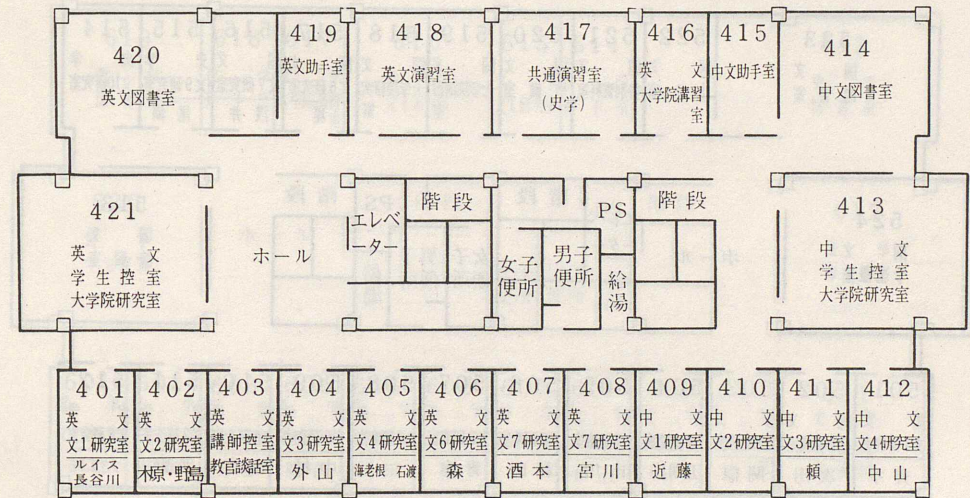 420
英文図書室
419
英文助手室
418
英文演習室
417
共通演習室
(史学)
416
英 文
大学院講習
室
415
中文助手室
414
中文図書室
421
英 文
学生控室
大学院研究室
ホール
エレベ
ーター
階段
女子
便所
男子
便所
PS
給湯
階段
413
中 文
学生控室
大学院研究室
401
英 文
文1研究室
ルイス
長谷川
402
英 文
文2研究室
木原・野島
403
英 文
講師控室
教官談話室
404
英 文
文3研究室
外山
405
英 文
文4研究室
海老根 石渡
406
英 文
文6研究室
森
407
英 文
文7研究室
酒本
408
英 文
文7研究室
宮川
409
中 文
文1研究室
近藤
410
中 文
文2研究室
411
中 文
文3研究室
頼
412
中 文
文4研究室
中山